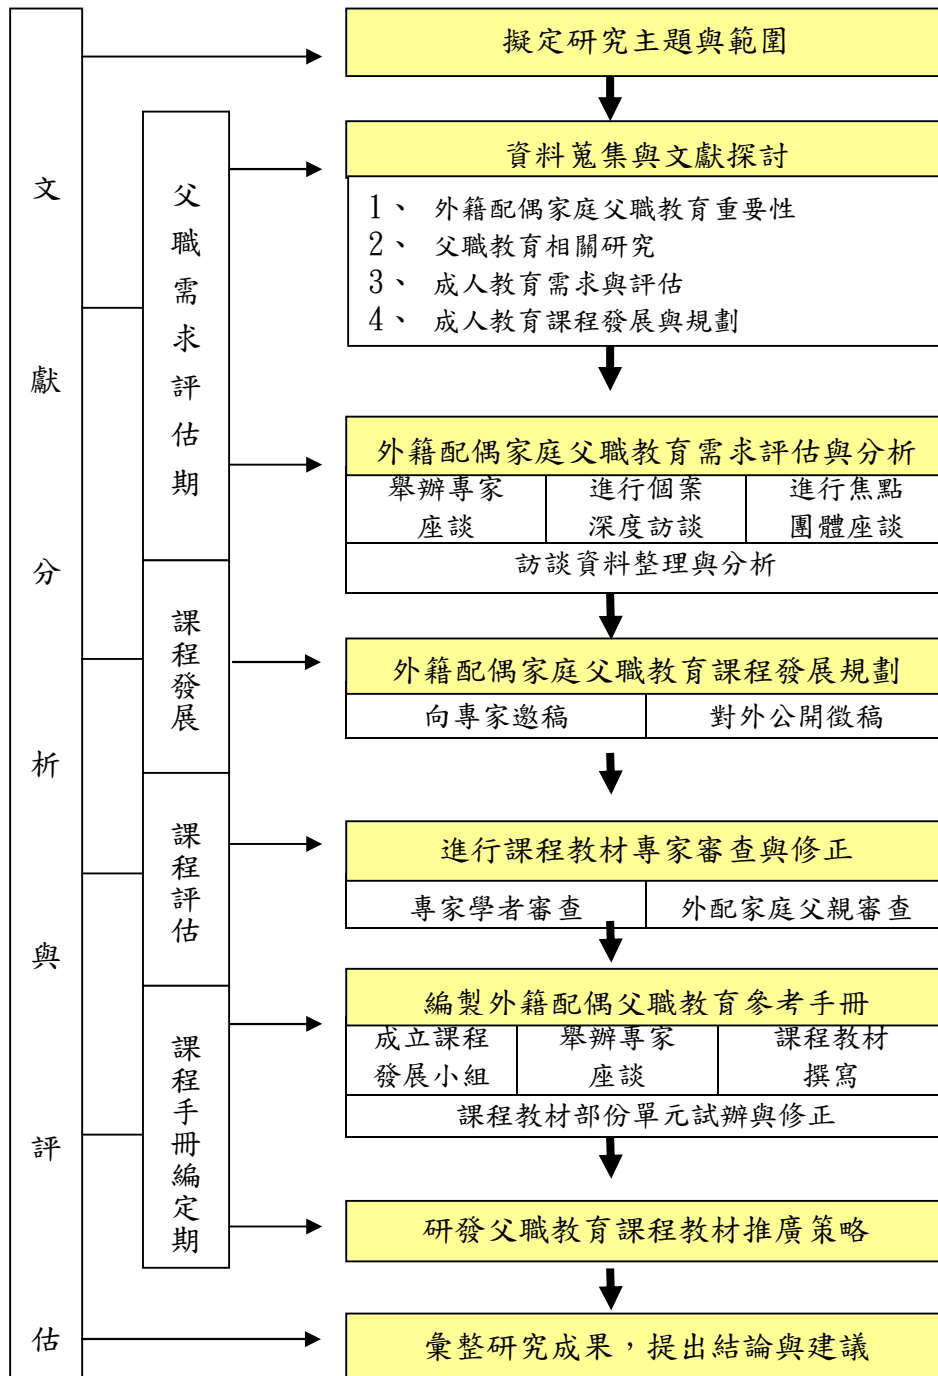 文獻分析與評估
父職需求評估期
課程發展
課程評估
課程手冊編定期
擬定研究主題與範圍
資料蒐集與文獻探討
1、 外籍配偶家庭父職教育重要性
2、 父職教育相關研究
3、 成人教育需求與評估
4、 成人教育課程發展與規劃
外籍配偶家庭父職教育需求評估與分析
舉辦專家
座談
進行個案
深度訪談
進行焦點
團體座談
訪談資料整理與分析
外籍配偶家庭父職教育課程發展規劃
向專家邀稿
對外公開徵稿
進行課程教材專家審查與修正
專家學者審查
外配家庭父親審查
編製外籍配偶父職教育參考手冊
成立課程
發展小組
舉辦專家
座談
課程教材
撰寫
課程教材部份單元試辦與修正
研發父職教育課程教材推廣策略
彙整研究成果，提出結論與建議